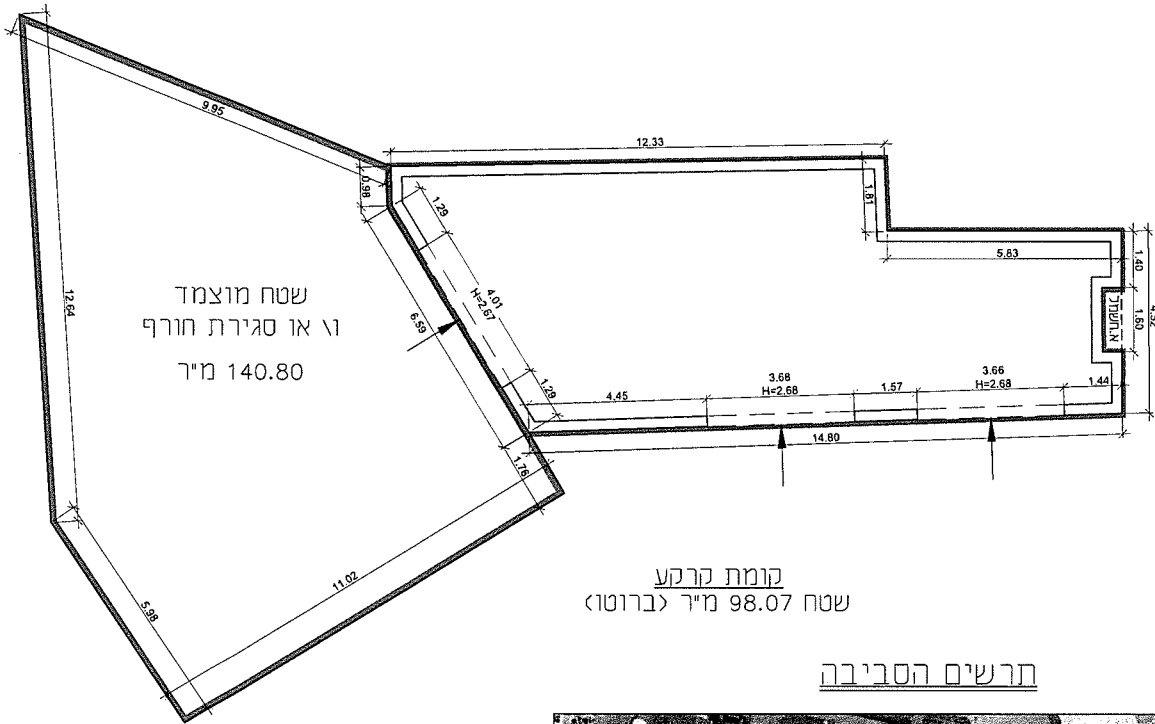 9.95
12.33
0.98
1.81
1.29
5.83
1.40
4.01
H=2.67
12.64
שטח מוצמד
ו\ או סגירת חורף
140.80 מ"ר
6.59
1.60
3.68
H=2.68
3.66
H=2.68
1.29
4.45
1.57
1.44
14.80
1.76
11.02
5.98
קומת קרקע
שטח 98.07 מ"ר (ברוטו)
תרשים הסביבה